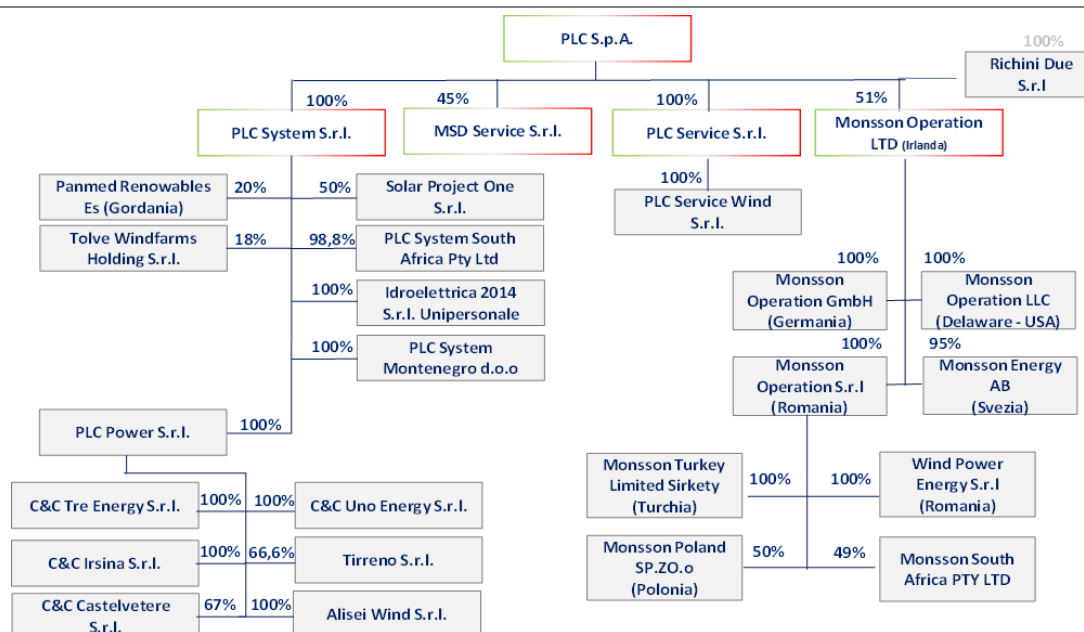 PLC S.p.A.
100%
Richini Due
S.r.l
100%
PLC System S.r.l.
45%
MSD Service S.r.l.
100%
PLC Service S.r.l.
51%
Monsson Operation
LTD (Irlanda)
100%
PLC Service Wind
S.r.l.
Panmed Renowables
Es (Gordania)
20%
50%
Solar Project One
S.r.l.
Tolve Windfarms
Holding S.r.l.
18%
98,8%
PLC System South
Africa Pty Ltd
100%
Idroelettrica 2014
S.r.l. Unipersonale
100%
PLC System
Montenegro d.o.o
PLC Power S.r.l.
100%
100%
Monsson
Operation GmbH
(Germania)
100%
Monsson
Operation LLC
(Delaware - USA)
100%
Monsson
Operation S.r.l
(Romania)
95%
Monsson Energy
AB
(Svezia)
C&C Tre Energy S.r.l.
100%
100%
C&C Uno Energy S.r.l.
C&C Irsina S.r.l.
100%
66,6%
Tirreno S.r.l.
C&C Castelvetere
S.r.l.
67%
100%
Alisei Wind S.r.l.
Monsson Turkey
Limited Sirkety
(Turchia)
100%
100%
Wind Power
Energy S.r.l
(Romania)
Monsson Poland
SP.ZO.o
(Polonia)
50%
49%
Monsson South
Africa PTY LTD